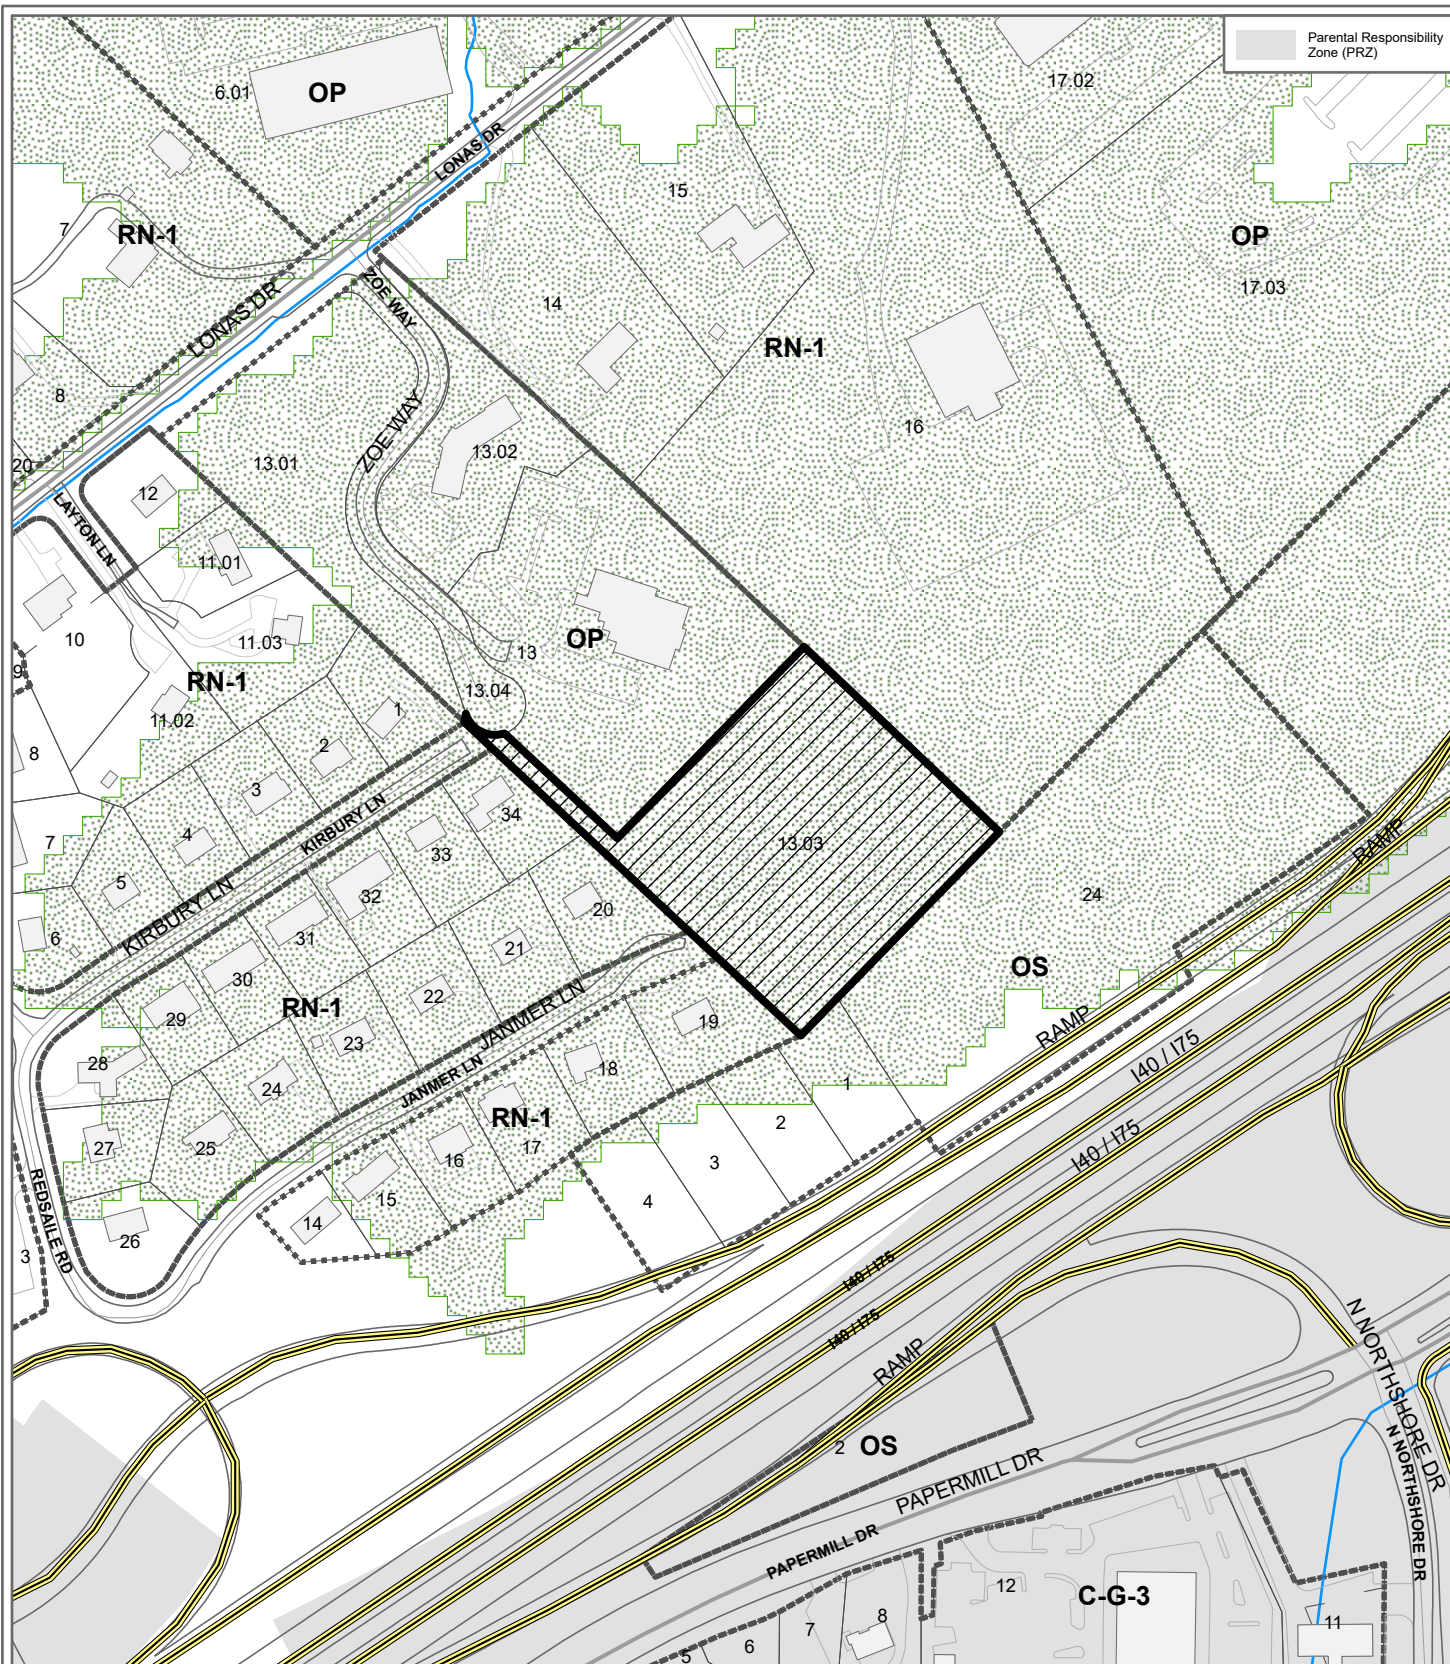 Parental Responsibility
Zone (PRZ)
17.02
6.01
OP
LONAS DR
15
7
RN-1
OP
17.03
ZOE WAY
14
LONAS DR
RN-1
8
ZOE WAY
16
13.02
13.01
20
12
LAYTON LN
11.01
10
11.03
OP
13
9
RN-1
13.04
11.02
1
8
2
3
34
KIRBURY LN
4
33
7
13.03
RAMP
5
32
24
20
KIRBURY LN
31
6
21
30
OS
22
RN-1
29
JANMER LN
19
RAMP
23
I40 / I75
28
18
24
JANMER LN
1
RN-1
2
I40 / I75
27
25
16
17
3
REDSAILE RD
15
4
14
26
3
I40 / I75
I40 / I75
N NORTHSHORE DR
RAMP
2
OS
N NORTHSHORE DR
PAPERMILL DR
PAPERMILL DR
12
C-G-3
8
7
11
6
5